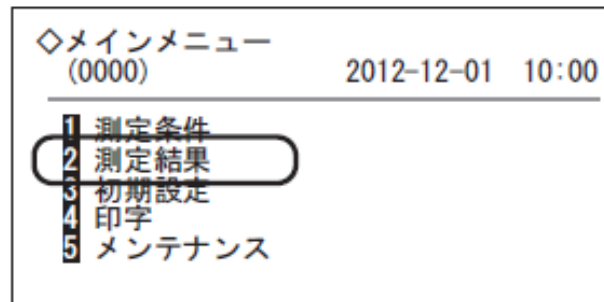 ◇メインメニュー
(0000) 2012-12-01 10:00
1 測定条件
2 測定結果
3 初期設定
4 印字
5 メンテナンス